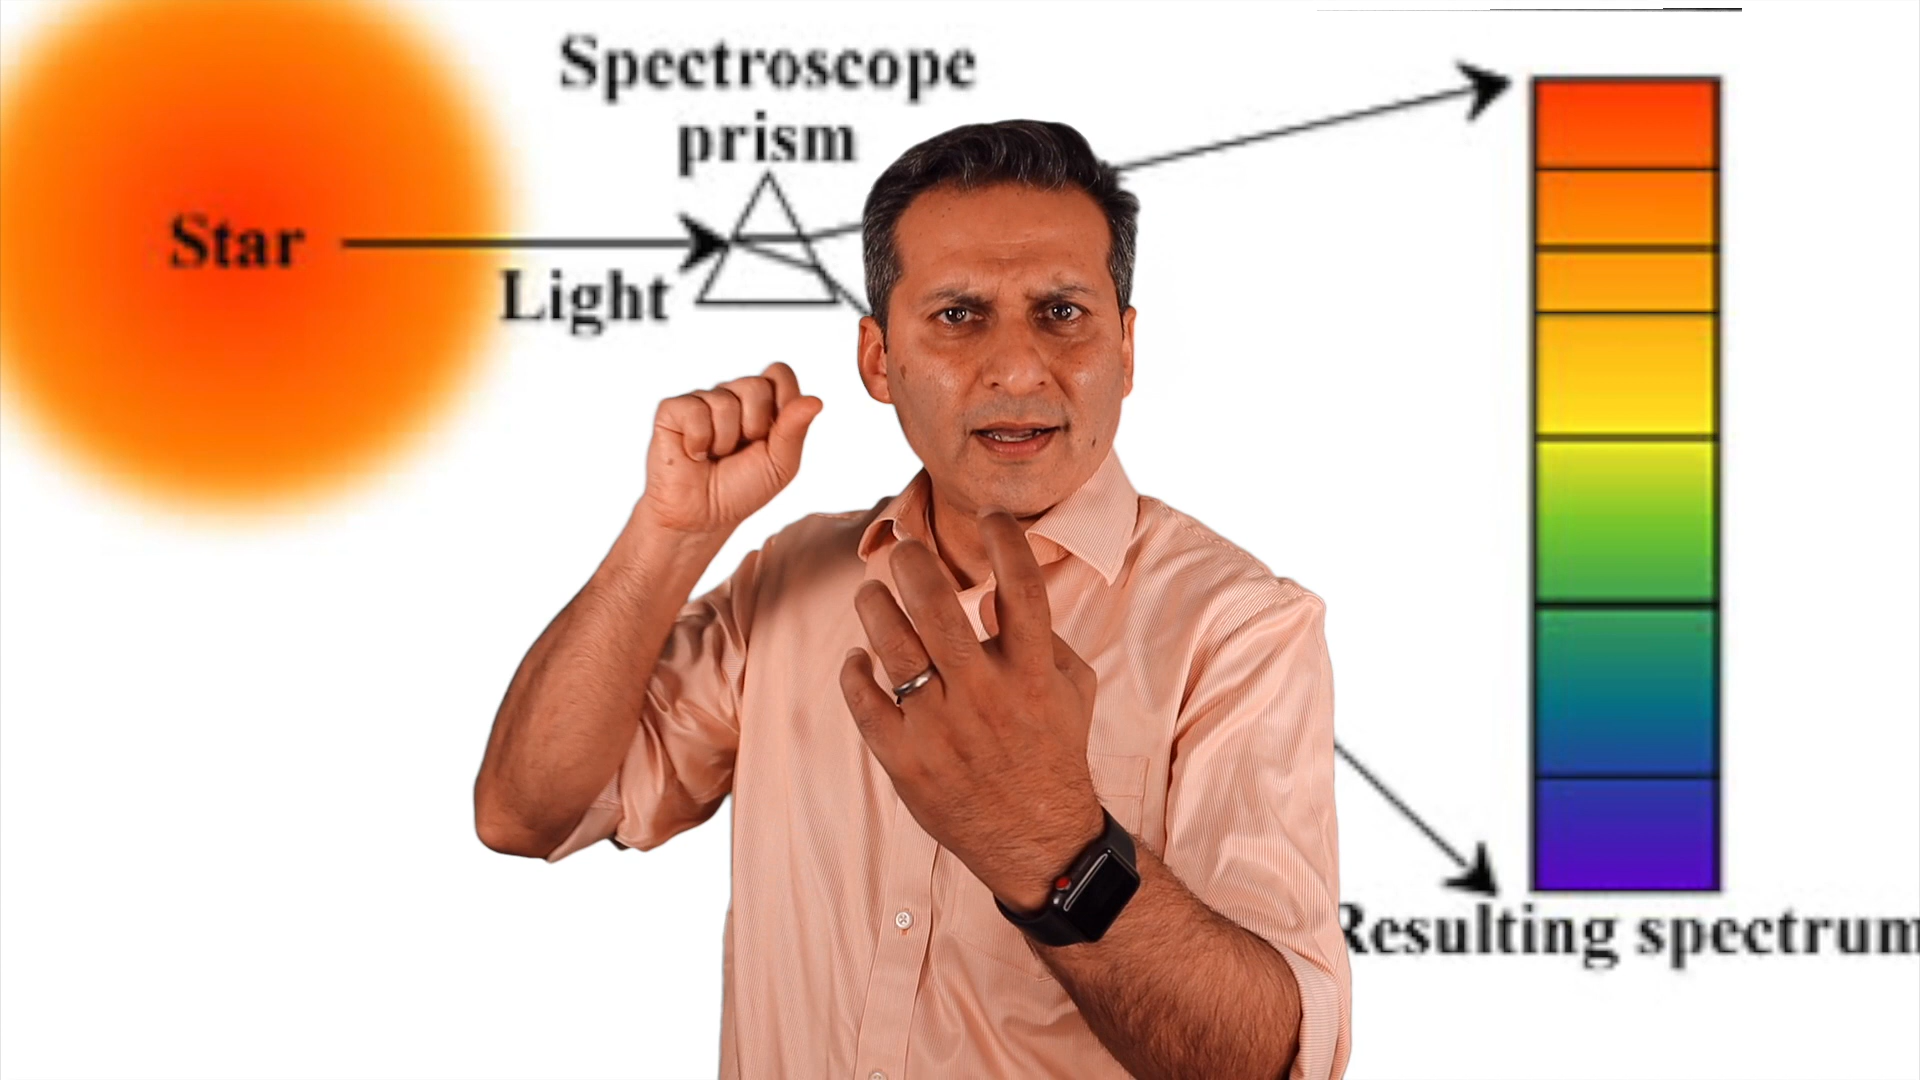 Spectroscope
prism
Star
Light
Resulting spectrum